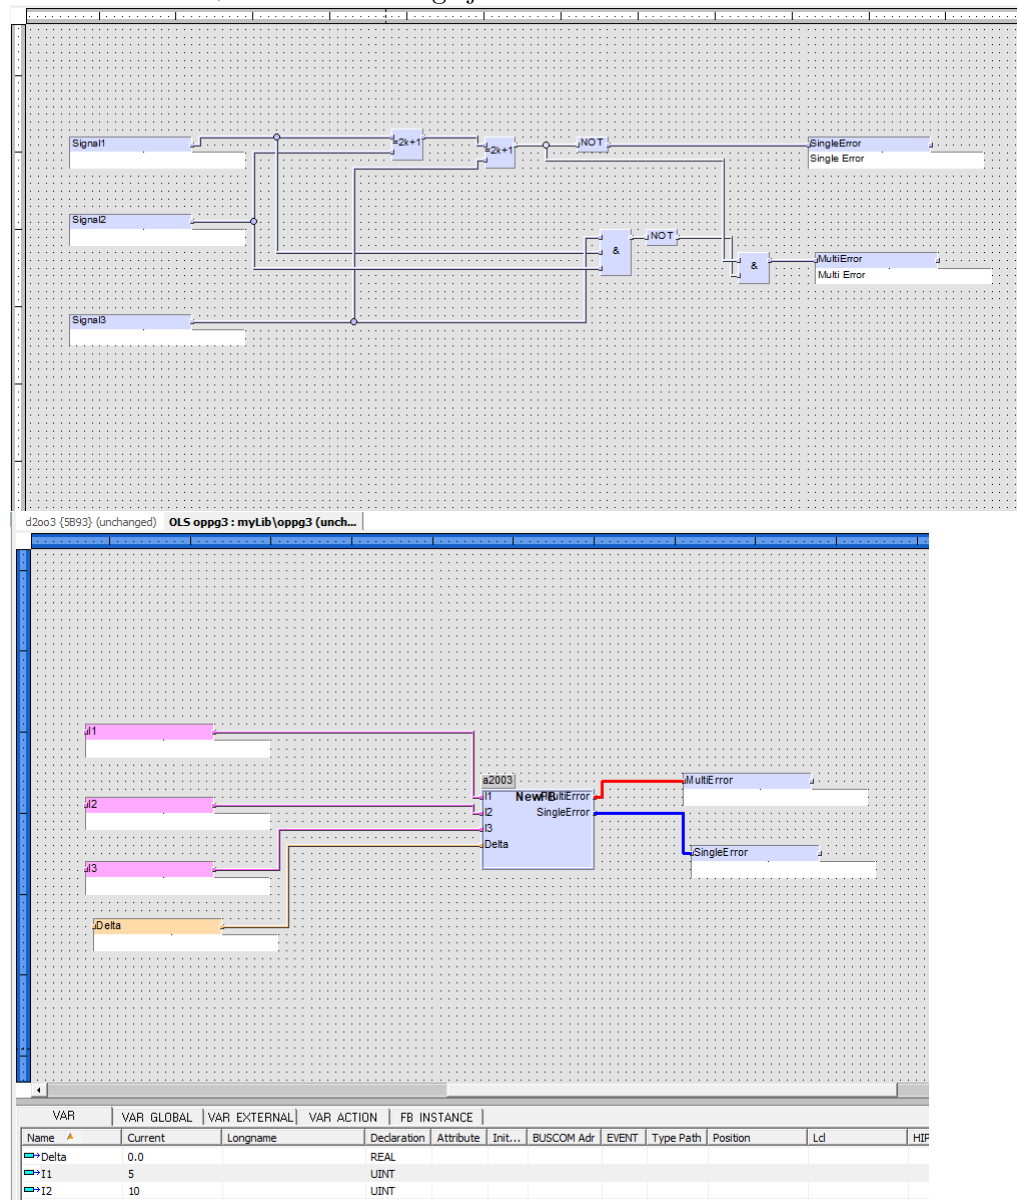 Signal1
=2k+1
=2k+1
NOT
SingleError
Single Error
Signal2
&
NOT
&
MultiError
Multi Error
Signal3
d2oo3 {5B93} (unchanged) OLS oppg3 : myLib\oppg3 (unch...
I1
a2003
MultiError
I1 NewFB MultiError
I2
I2 SingleError
I3
Delta
SingleError
I3
Delta
VAR VAR GLOBAL VAR EXTERNAL VAR ACTION FB INSTANCE
Name Current Longname Declaration Attribute Init... BUSCOM Adr EVENT Type Path Position Ld HIP
Delta 0.0 REAL
I1 5 UINT
I2 10 UINT